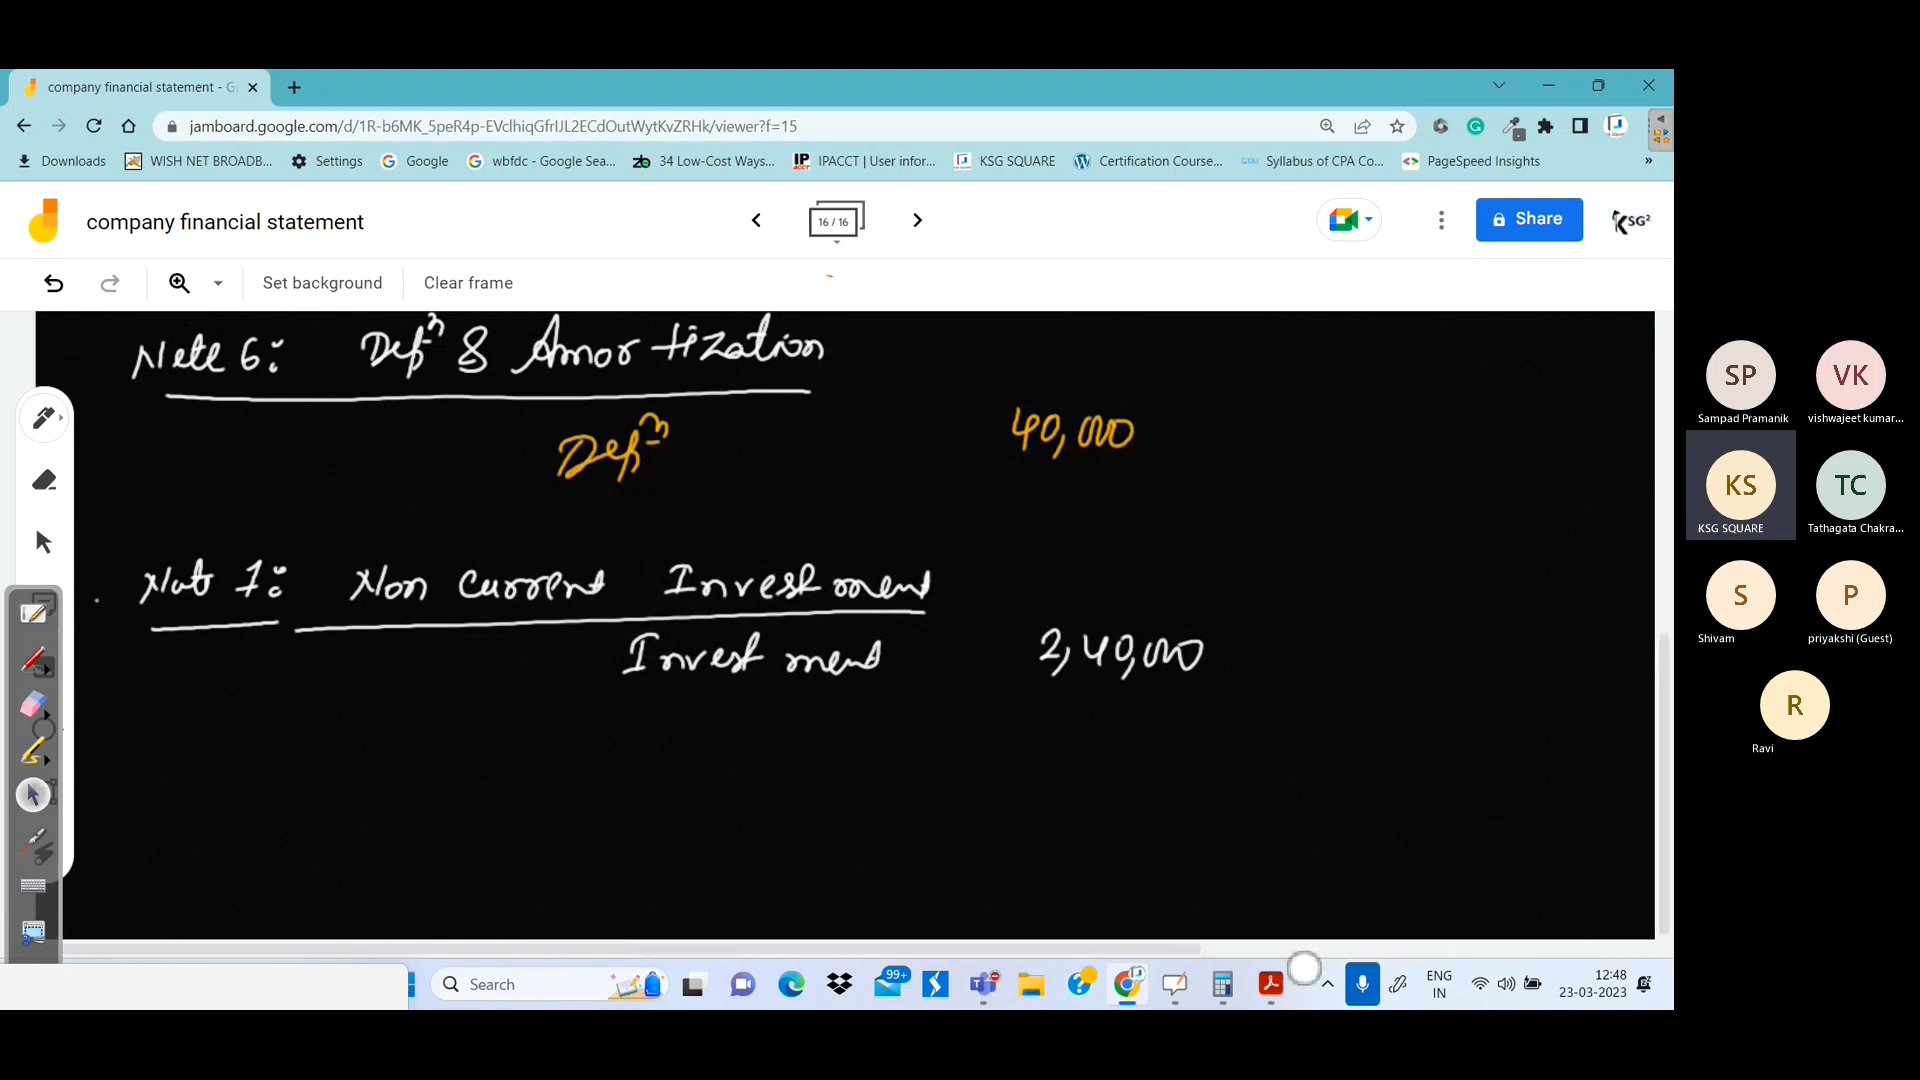 company financial statement - G
jamboard.google.com/d/1R-b6MK_5peR4p-EVclhiqGfrIJL2ECdOutWytKvZRHk/viewer?f=15
Downloads WISH NET BROADB... Settings Google wbfdc - Google Sea... 34 Low-Cost Ways... IPACCT | User infor... KSG SQUARE Certification Course... Syllabus of CPA Co... PageSpeed Insights »
company financial statement 16 / 16 Share KSG²
Set background Clear frame
Note 6: Depⁿ & Amortization
Depⁿ 40,000
Note 7: Non current Investment
Investment 2,40,000
SP VK
Sampad Pramanik vishwajeet kumar...
KS TC
KSG SQUARE Tathagata Chakra...
S P
Shivam priyakshi (Guest)
R
Ravi
Search 99+ ENG 12:48
IN 23-03-2023